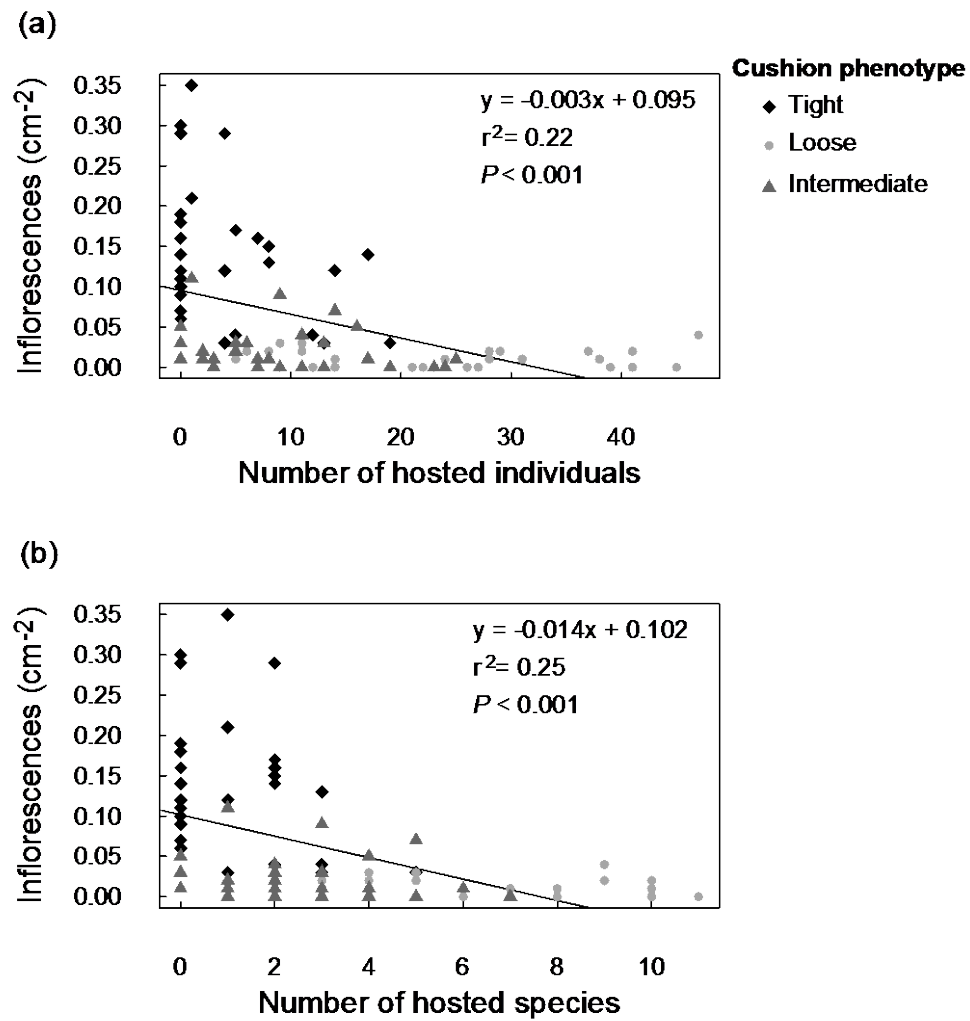 (a)
Cushion phenotype
Tight
Loose
Intermediate
Inflorescences (cm-2)
0.35
0.30
0.25
0.20
0.15
0.10
0.05
0.00
y = -0.003x + 0.095
r2= 0.22
P < 0.001
0 10 20 30 40
Number of hosted individuals
(b)
Inflorescences (cm-2)
0.35
0.30
0.25
0.20
0.15
0.10
0.05
0.00
y = -0.014x + 0.102
r2= 0.25
P < 0.001
0 2 4 6 8 10
Number of hosted species